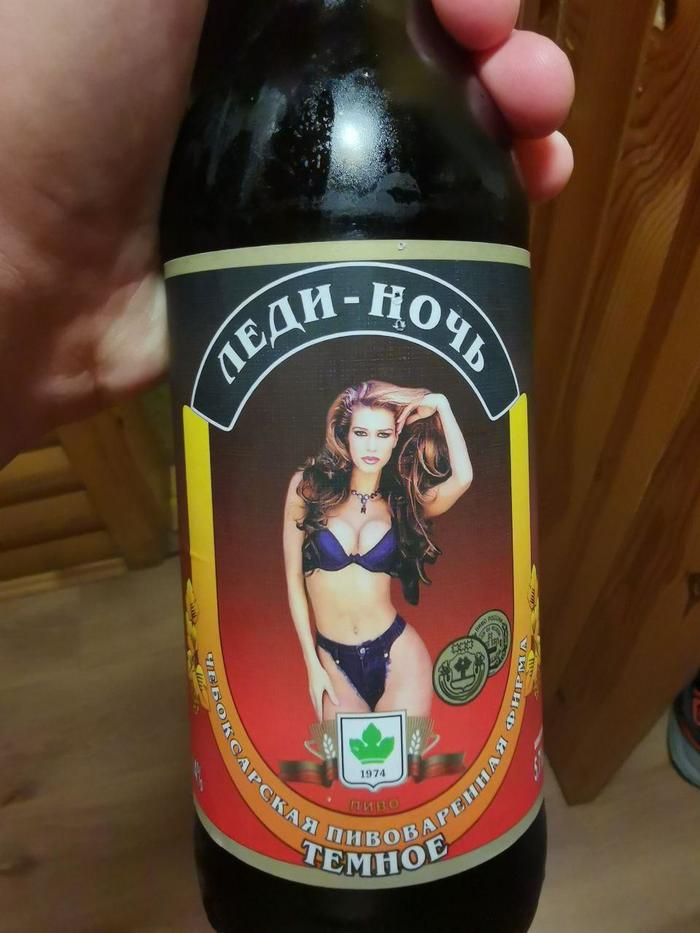 ЛЕДИ-НОЧЬ
1974
ПИВО
ЧЕБОКСАРСКАЯ ПИВОВАРЕННАЯ ФИРМА
ТЕМНОЕ